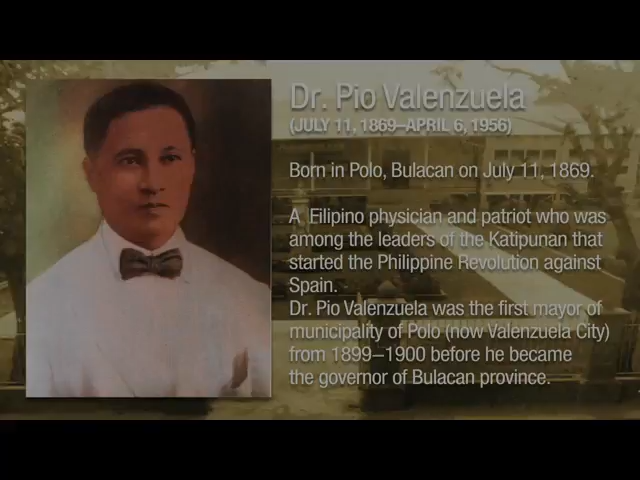 Dr. Pio Valenzuela
(JULY 11, 1869–APRIL 6, 1956)
Born in Polo, Bulacan on July 11, 1869.
A Filipino physician and patriot who was
among the leaders of the Katipunan that
started the Philippine Revolution against
Spain.
Dr. Pio Valenzuela was the first mayor of
municipality of Polo (now Valenzuela City)
from 1899–1900 before he became
the governor of Bulacan province.